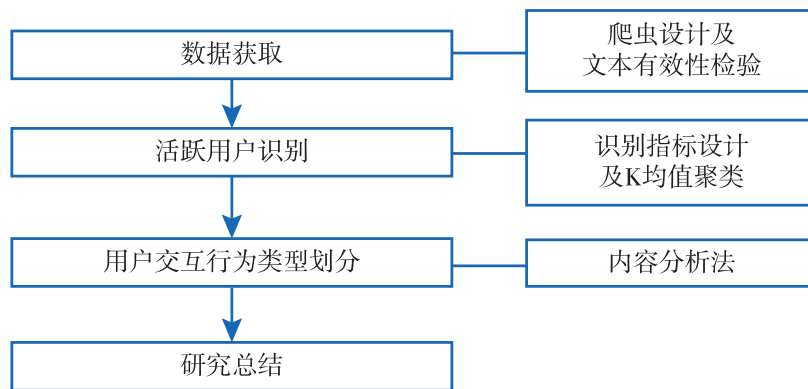 数据获取
爬虫设计及
文本有效性检验
活跃用户识别
识别指标设计
及K均值聚类
用户交互行为类型划分
内容分析法
研究总结